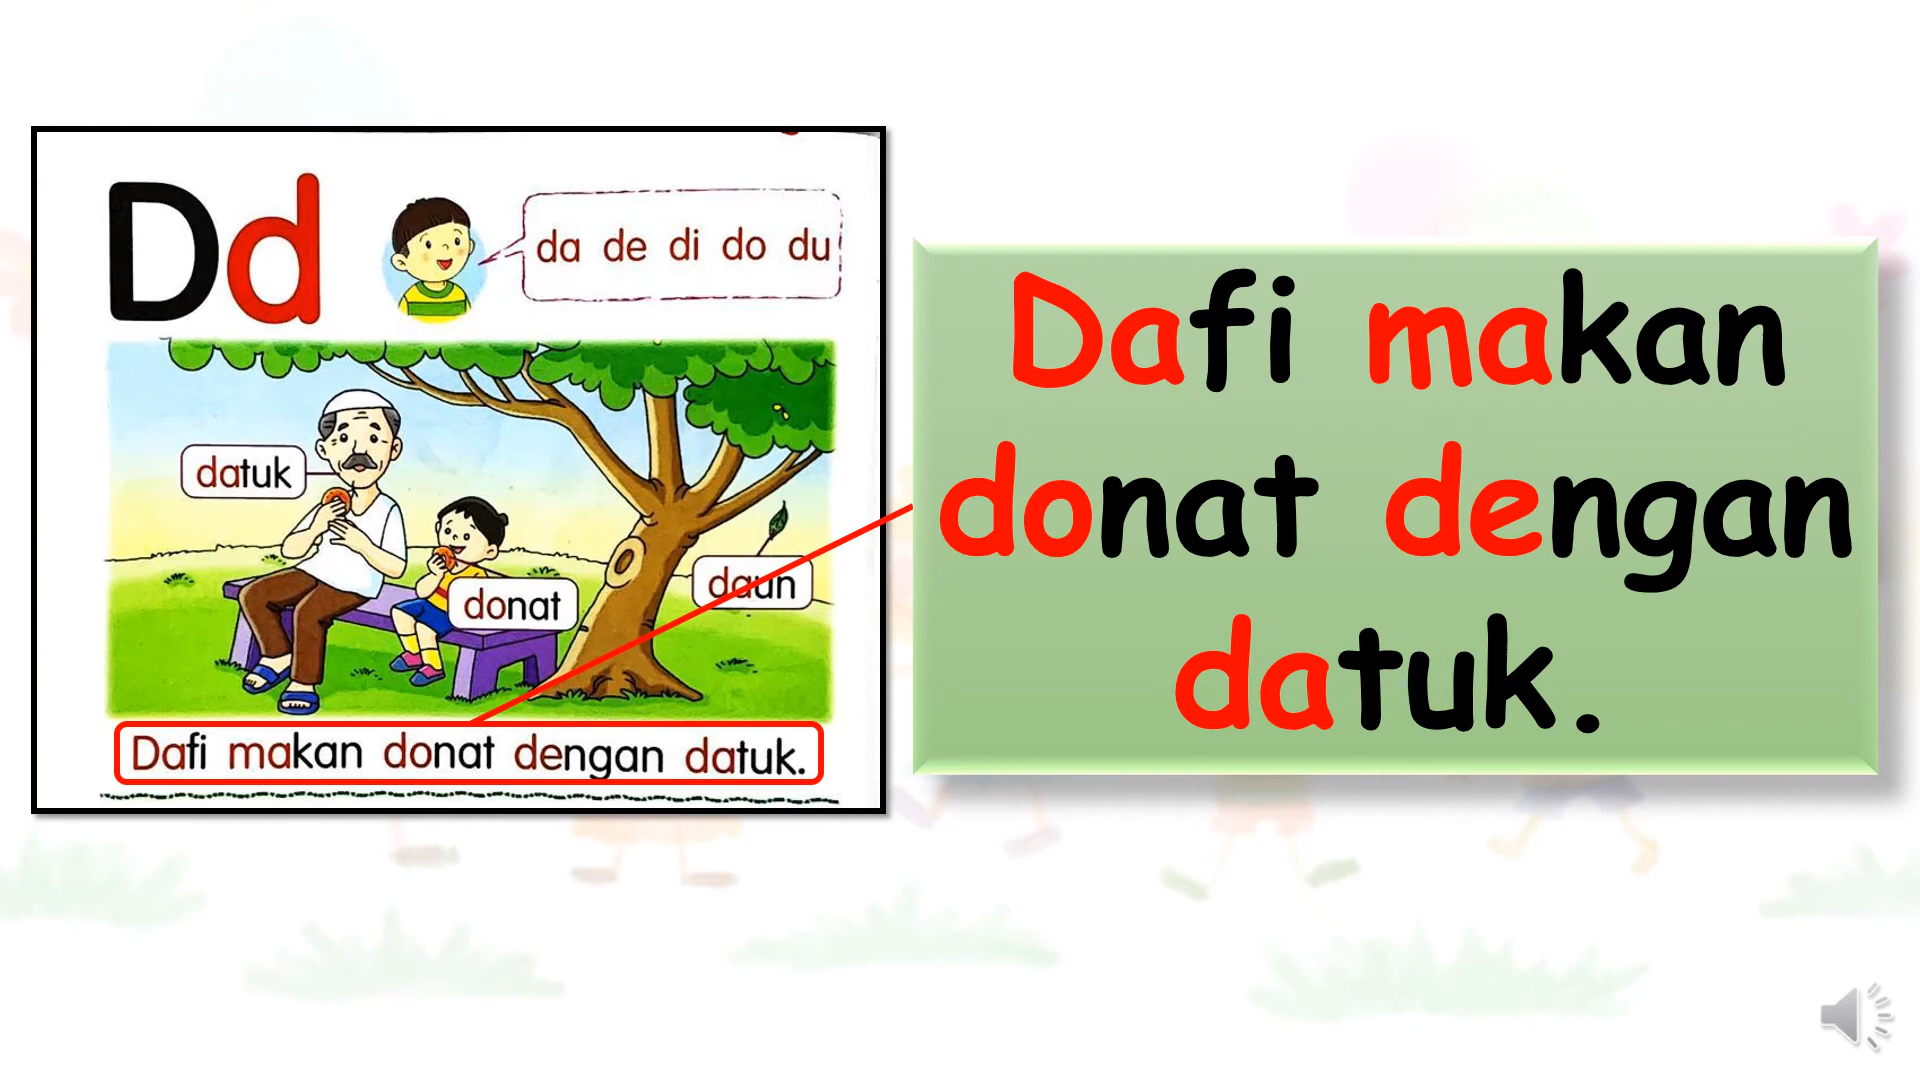 Dd
da de di do du
datuk
donat
daun
Dafi makan donat dengan datuk.
Dafi makan
donat dengan
datuk.